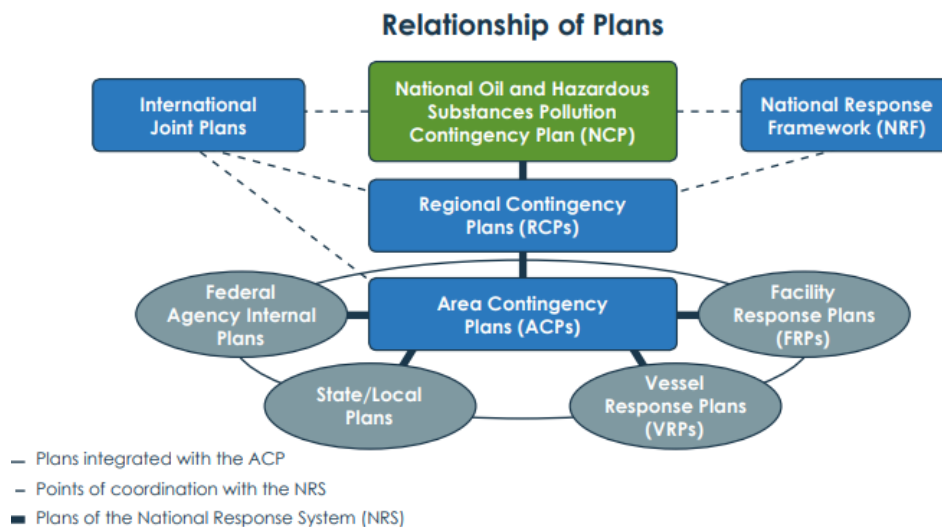 Relationship of Plans
International
Joint Plans
National Oil and Hazardous
Substances Pollution
Contingency Plan (NCP)
National Response
Framework (NRF)
Regional Contingency
Plans (RCPs)
Federal
Agency Internal
Plans
Area Contingency
Plans (ACPs)
Facility
Response Plans
(FRPs)
State/Local
Plans
Vessel
Response Plans
(VRPs)
Plans integrated with the ACP
Points of coordination with the NRS
Plans of the National Response System (NRS)